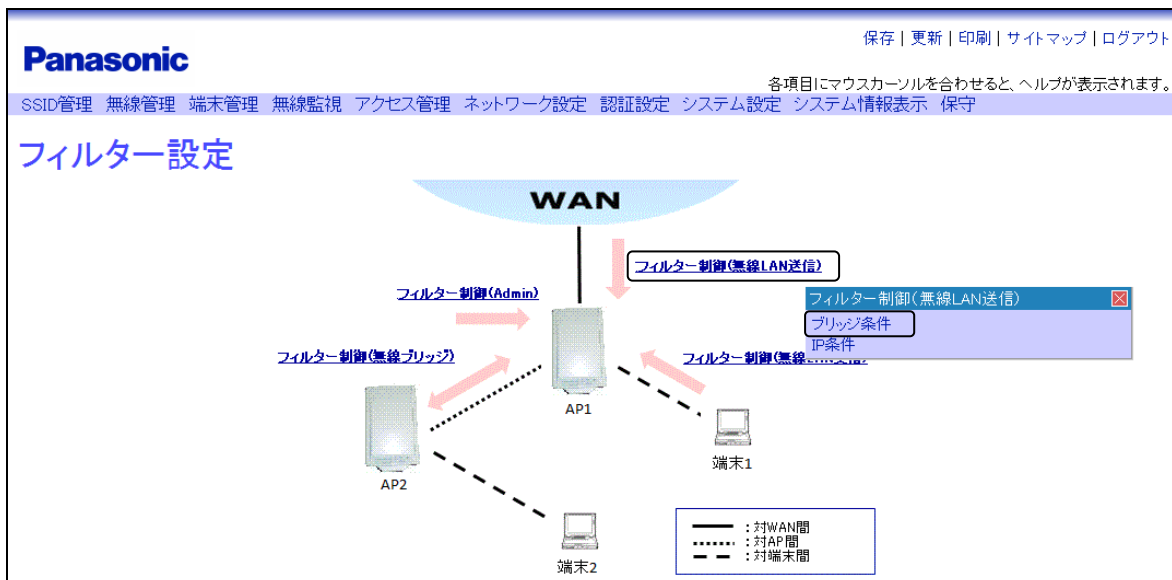 保存 | 更新 | 印刷 | サイトマップ | ログアウト
Panasonic
各項目にマウスカーソルを合わせると、ヘルプが表示されます。
SSID管理 無線管理 端末管理 無線監視 アクセス管理 ネットワーク設定 認証設定 システム設定 システム情報表示 保守
フィルター設定
WAN
フィルター制御(無線LAN送信)
フィルター制御(Admin)
フィルター制御(無線LAN送信)
ブリッジ条件
IP条件
フィルター制御(無線ブリッジ)
フィルター制御(無線
AP1
端末1
AP2
端末2
:対WAN間
:対AP間
:対端末間